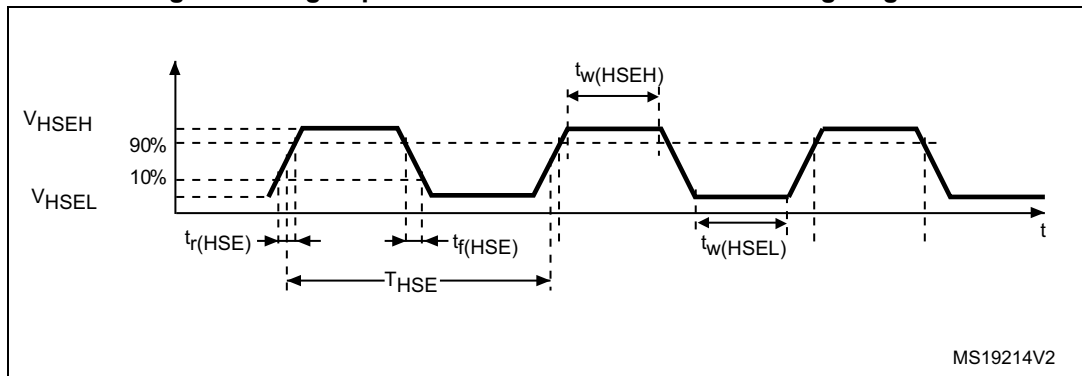 tw(HSEH)
VHSEH
90%
10%
VHSEL
tr(HSE)
tf(HSE)
tw(HSEL)
t
THSE
MS19214V2